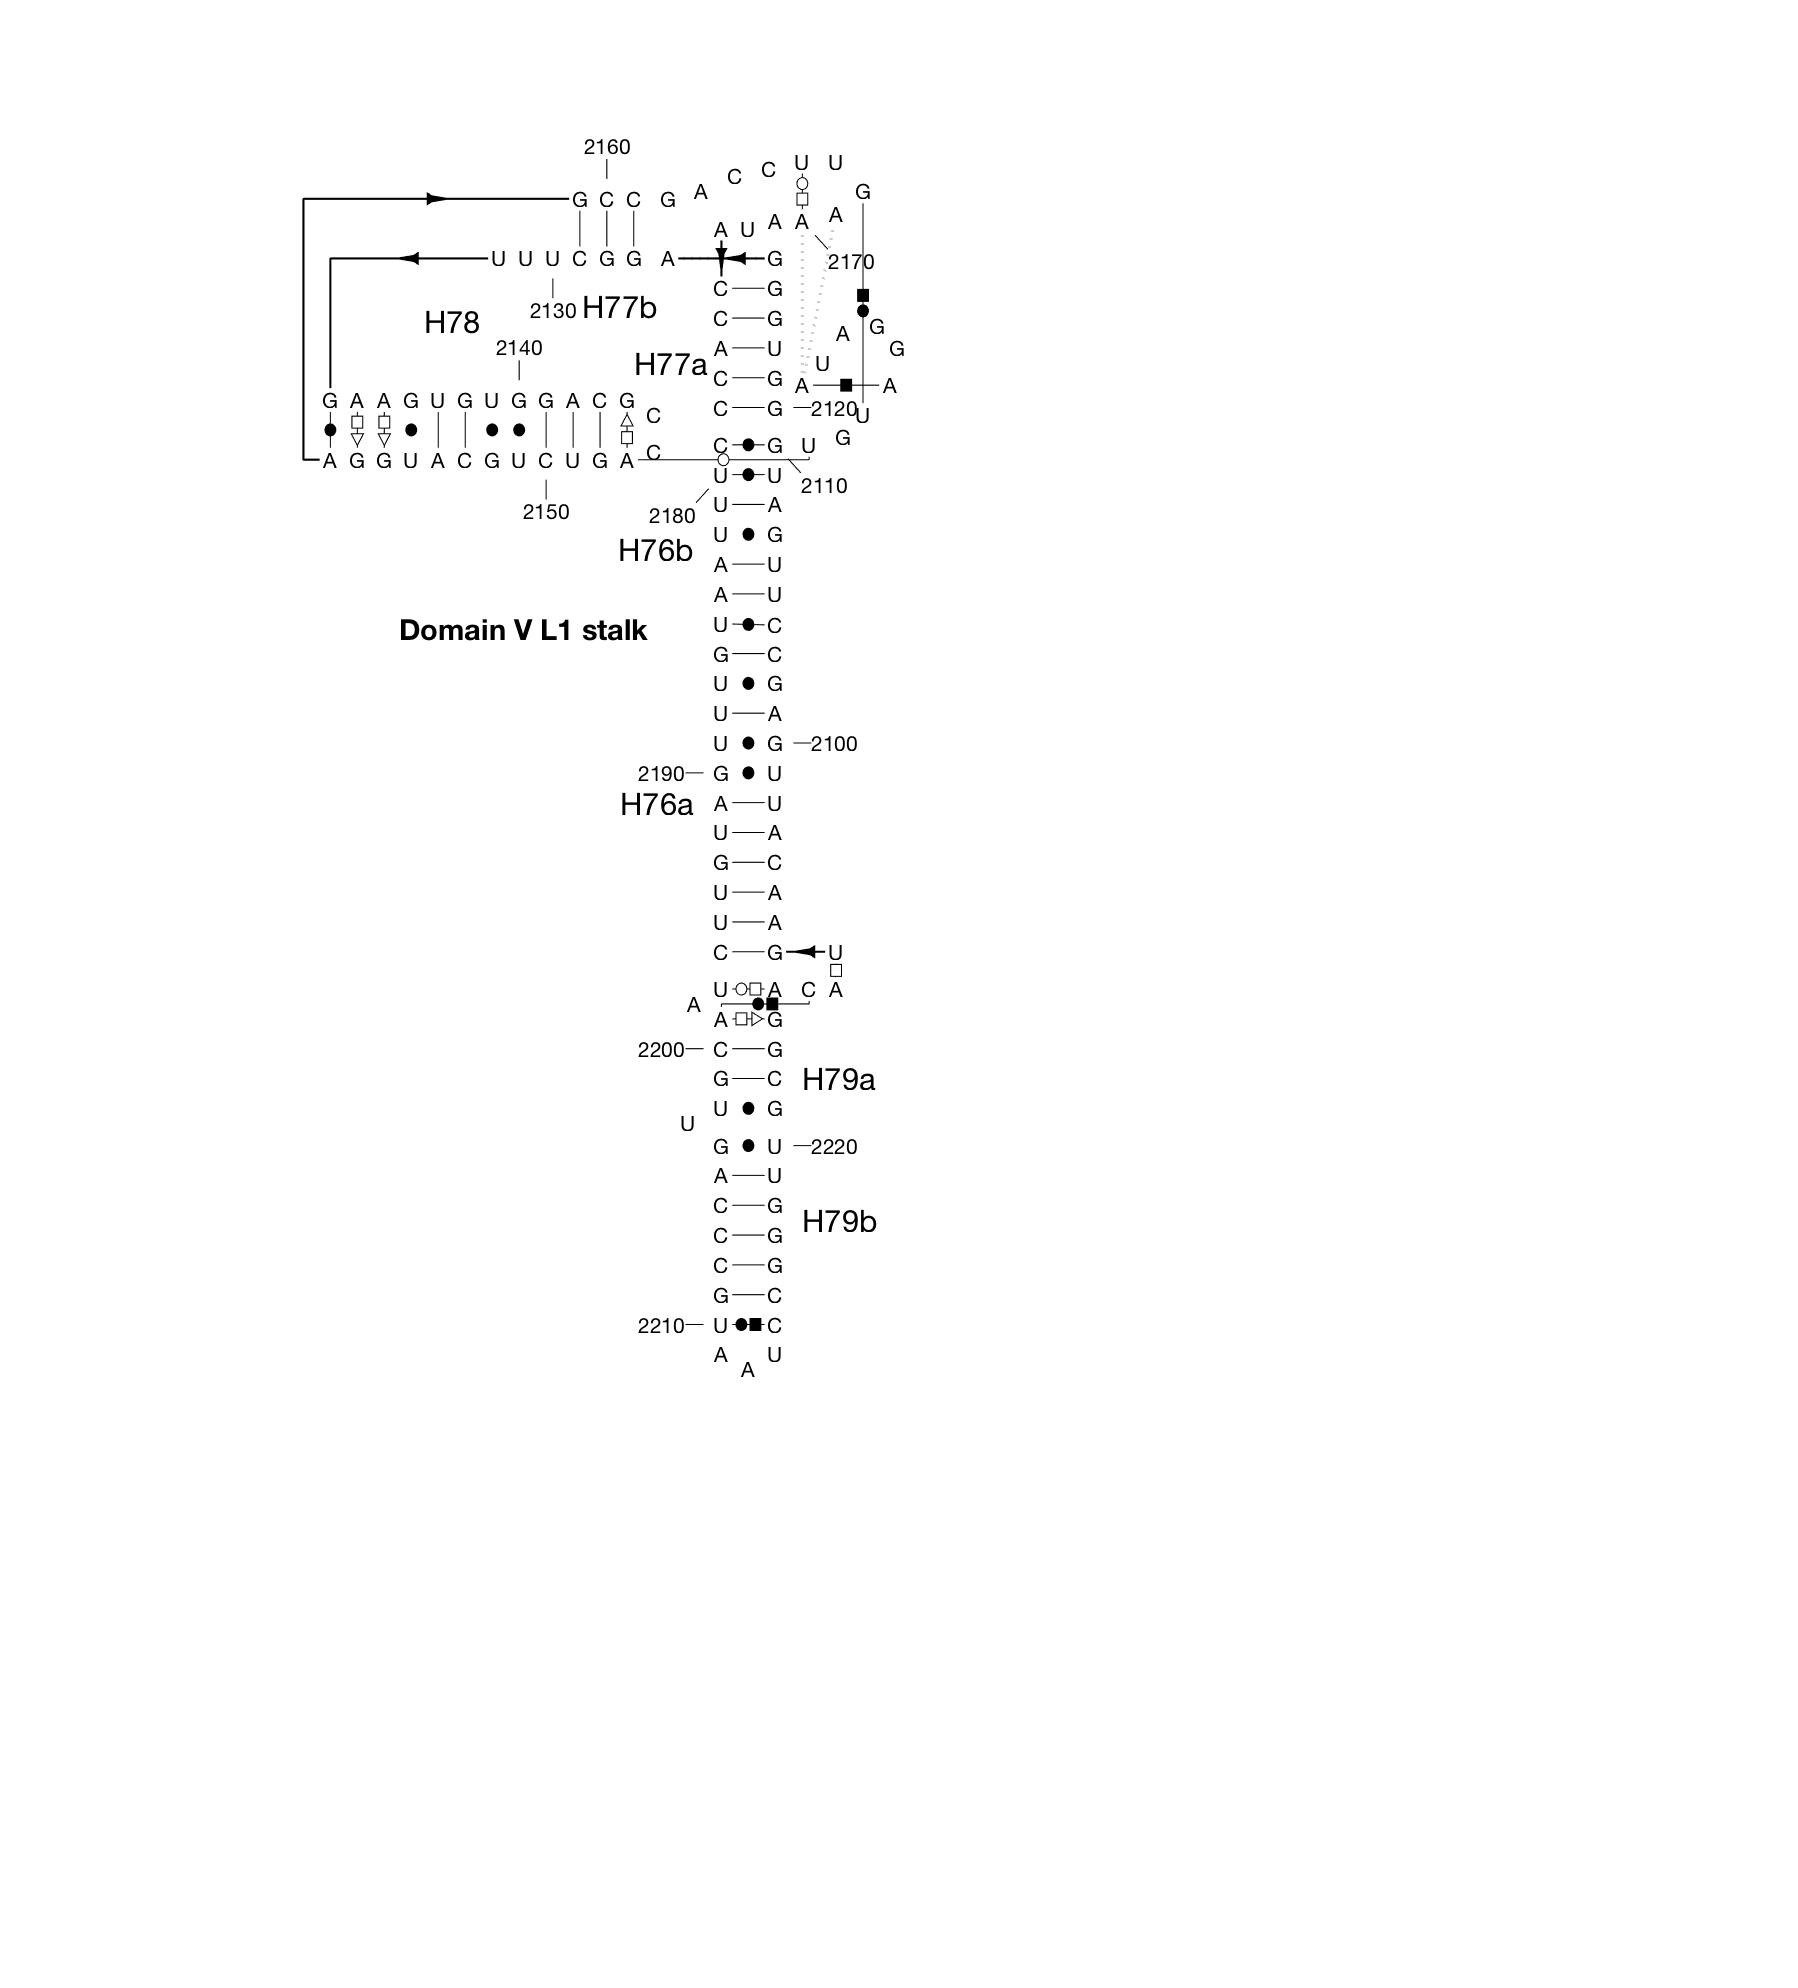 2160
U U
C C
A G
G C C G
A A
A U A
2170
U U U C G G A G
2130 H77b
H78
C G
C G
A G
2140
A U G
H77a
U
C G A A
G A A G U G U G G A C G C
C G 2120 U
G
C G U
A G G U A C G U C U G A C
U U 2110
2150
2180
U A
U G
H76b
A U
A U
Domain V L1 stalk
U C
G C
U G
U A
U G 2100
2190 G U
H76a A U
U A
G C
U A
U A
C G U
U A C A
A
A G
2200 C G
G C H79a
U G
U
G U 2220
A U
C G
C G H79b
C G
G C
2210 U C
A U
A